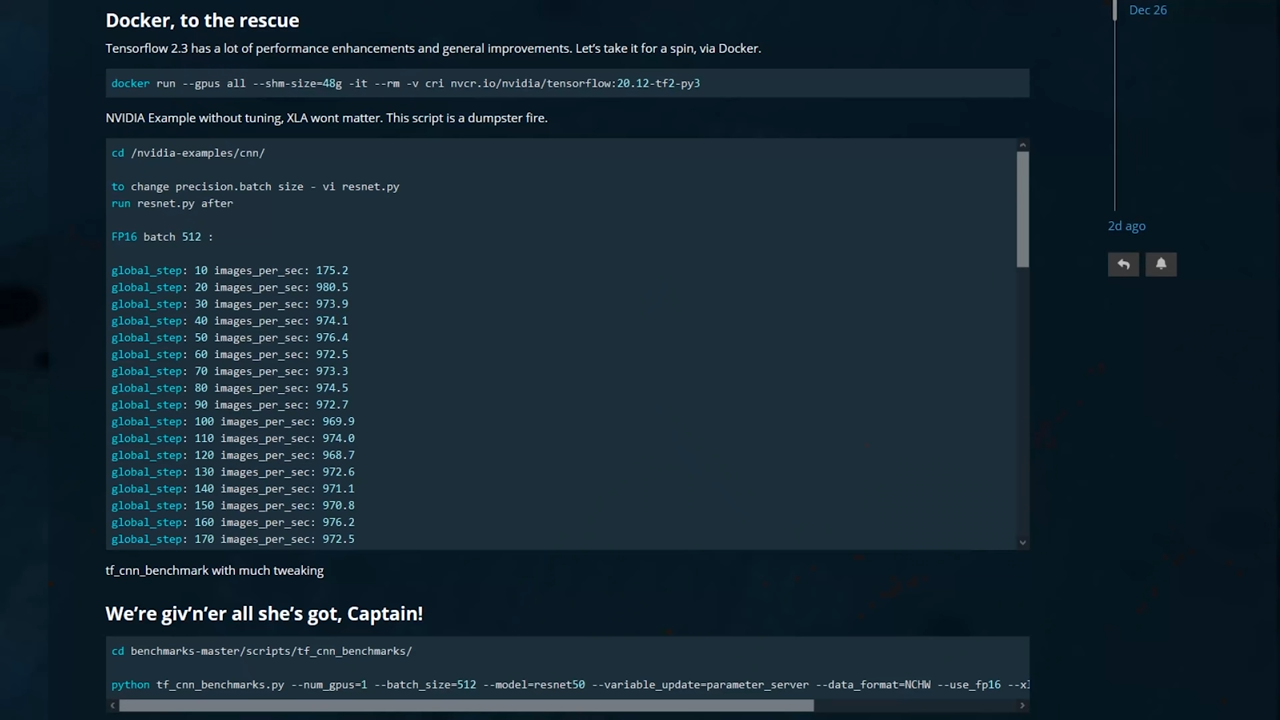 Docker, to the rescue
Dec 26
Tensorflow 2.3 has a lot of performance enhancements and general improvements. Let's take it for a spin, via Docker.
docker run --gpus all --shm-size=48g -it --rm -v cri nvcr.io/nvidia/tensorflow:20.12-tf2-py3
NVIDIA Example without tuning, XLA wont matter. This script is a dumpster fire.
cd /nvidia-examples/cnn/
to change precision.batch size - vi resnet.py
run resnet.py after
2d ago
FP16 batch 512 :
global_step: 10 images_per_sec: 175.2
global_step: 20 images_per_sec: 980.5
global_step: 30 images_per_sec: 973.9
global_step: 40 images_per_sec: 974.1
global_step: 50 images_per_sec: 976.4
global_step: 60 images_per_sec: 972.5
global_step: 70 images_per_sec: 973.3
global_step: 80 images_per_sec: 974.5
global_step: 90 images_per_sec: 972.7
global_step: 100 images_per_sec: 969.9
global_step: 110 images_per_sec: 974.0
global_step: 120 images_per_sec: 968.7
global_step: 130 images_per_sec: 972.6
global_step: 140 images_per_sec: 971.1
global_step: 150 images_per_sec: 970.8
global_step: 160 images_per_sec: 976.2
global_step: 170 images_per_sec: 972.5
tf_cnn_benchmark with much tweaking
We're giv'n'er all she's got, Captain!
cd benchmarks-master/scripts/tf_cnn_benchmarks/
python tf_cnn_benchmarks.py --num_gpus=1 --batch_size=512 --model=resnet50 --variable_update=parameter_server --data_format=NCHW --use_fp16